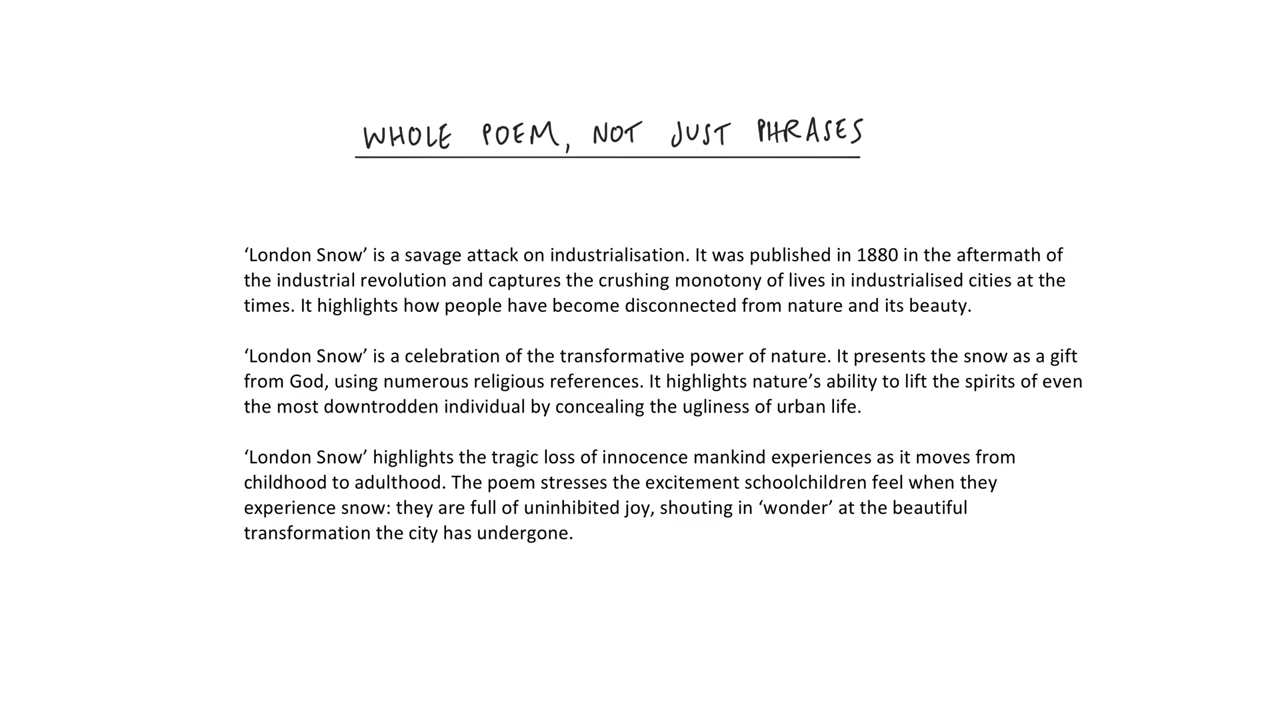 WHOLE POEM, NOT JUST PHRASES
‘London Snow’ is a savage attack on industrialisation. It was published in 1880 in the aftermath of
the industrial revolution and captures the crushing monotony of lives in industrialised cities at the
times. It highlights how people have become disconnected from nature and its beauty.
‘London Snow’ is a celebration of the transformative power of nature. It presents the snow as a gift
from God, using numerous religious references. It highlights nature’s ability to lift the spirits of even
the most downtrodden individual by concealing the ugliness of urban life.
‘London Snow’ highlights the tragic loss of innocence mankind experiences as it moves from
childhood to adulthood. The poem stresses the excitement schoolchildren feel when they
experience snow: they are full of uninhibited joy, shouting in ‘wonder’ at the beautiful
transformation the city has undergone.